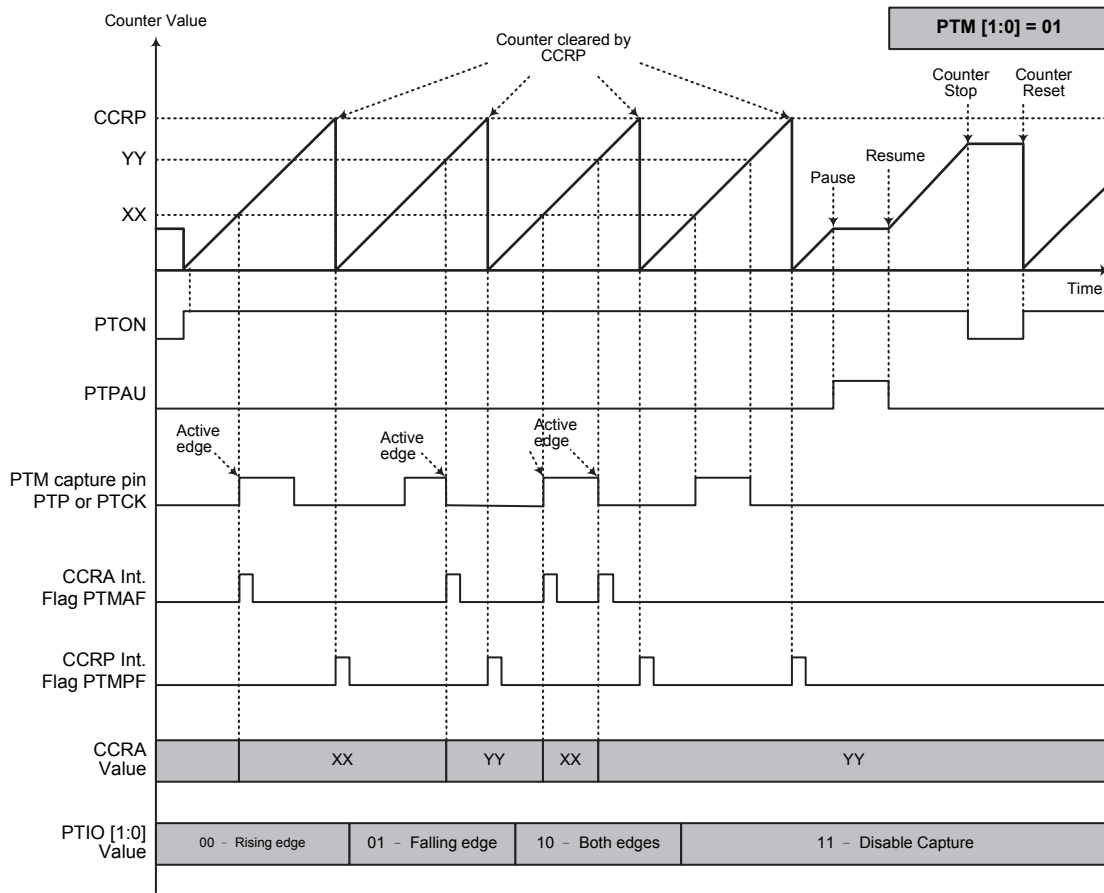 Counter Value
PTM [1:0] = 01
Counter cleared by
CCRP
Counter
Stop
Counter
Reset
CCRP
YY
Resume
Pause
XX
Time
PTON
PTPAU
Active
edge
Active
edge
Active
edge
PTM capture pin
PTP or PTCK
CCRA Int.
Flag PTMAF
CCRP Int.
Flag PTMPF
CCRA
Value
XX
YY
XX
YY
PTIO [1:0]
Value
00 – Rising edge
01 – Falling edge
10 – Both edges
11 – Disable Capture